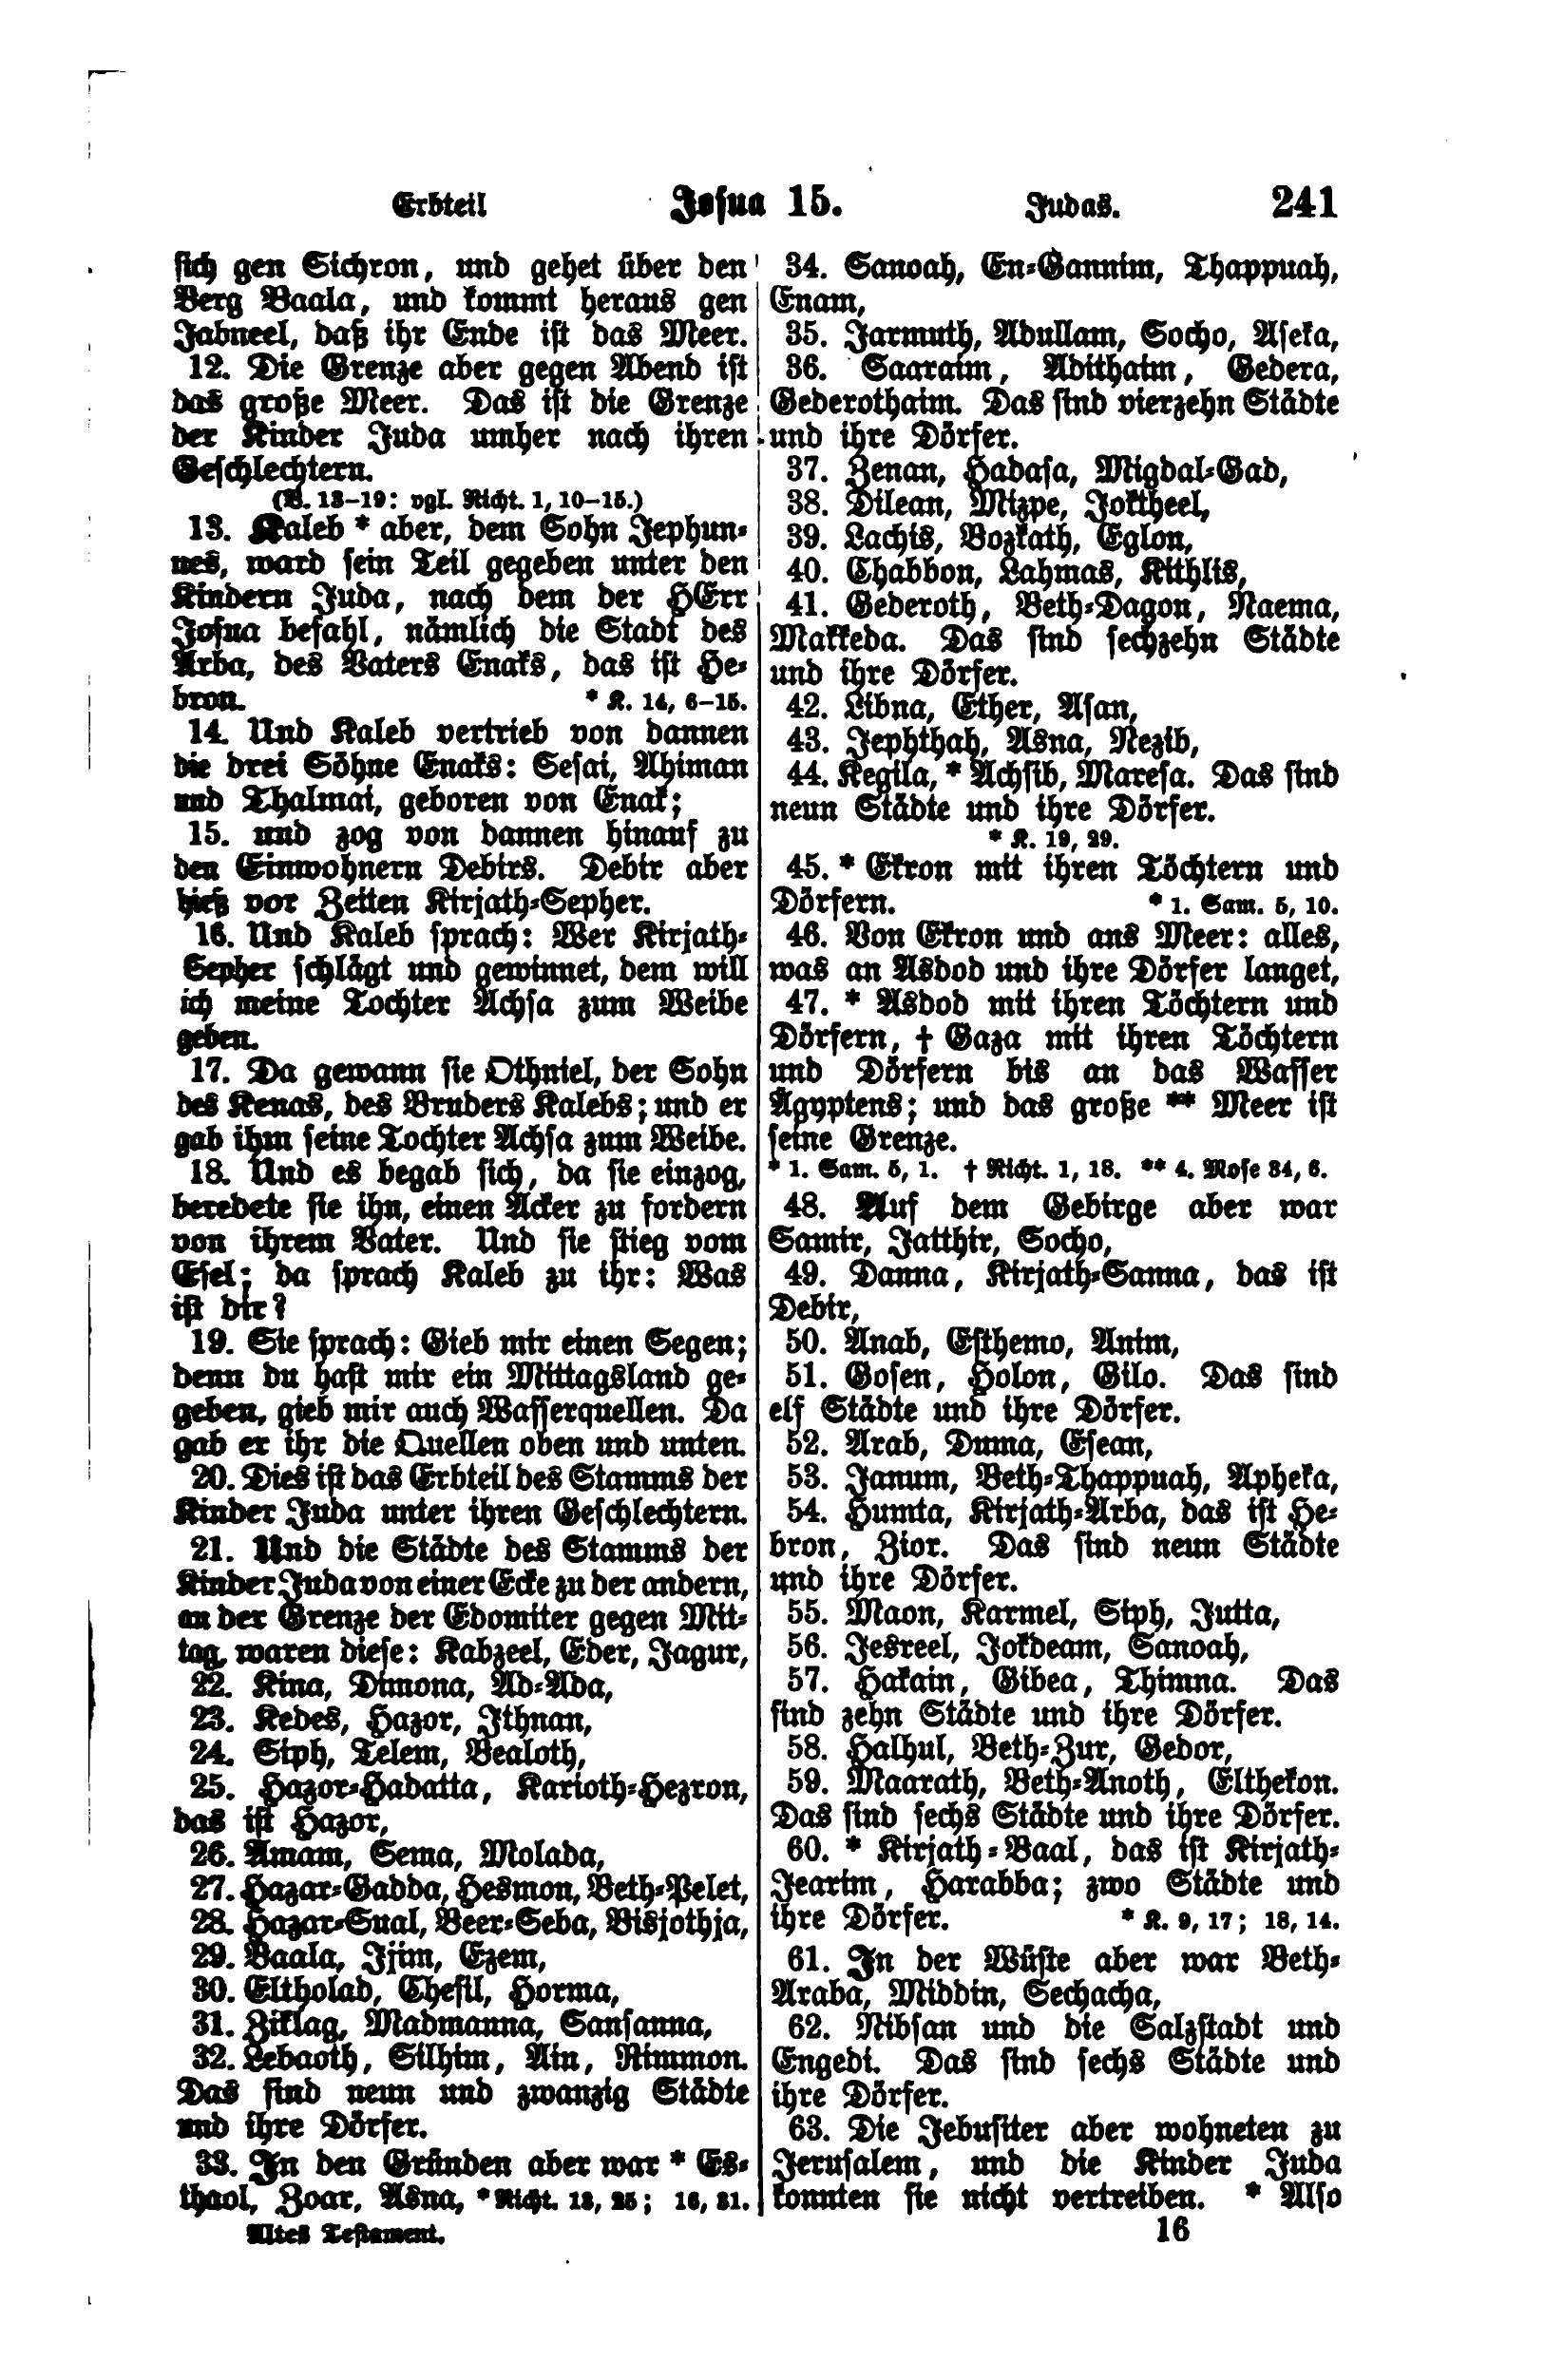 Erbteil Josua 15. Judas. 241
sich gen Sichron, und gehet über den
Berg Baala, und kommt heraus gen
Jabneel, daß ihr Ende ist das Meer.
12. Die Grenze aber gegen Abend ist
das große Meer. Das ist die Grenze
der Kinder Juda umher nach ihren
Geschlechtern.
(V. 13–19: vgl. Richt. 1, 10–15.)
13. Kaleb * aber, dem Sohn Jephun-
nes, ward sein Teil gegeben unter den
Kindern Juda, nach dem der HErr
Josua befahl, nämlich die Stadt des
Arba, des Vaters Enaks, das ist He-
bron. * K. 14, 6–15.
14. Und Kaleb vertrieb von dannen
die drei Söhne Enaks: Sesai, Ahiman
und Thalmai, geboren von Enak;
15. und zog von dannen hinauf zu
den Einwohnern Debirs. Debir aber
hieß vor Zeiten Kirjath-Sepher.
16. Und Kaleb sprach: Wer Kirjath-
Sepher schlägt und gewinnet, dem will
ich meine Tochter Achsa zum Weibe
geben.
17. Da gewann sie Othniel, der Sohn
des Kenas, des Bruders Kalebs; und er
gab ihm seine Tochter Achsa zum Weibe.
18. Und es begab sich, da sie einzog,
beredete sie ihn, einen Acker zu fordern
von ihrem Vater. Und sie stieg vom
Esel; da sprach Kaleb zu ihr: Was
ist dir?
19. Sie sprach: Gieb mir einen Segen;
denn du hast mir ein Mittagsland ge-
geben, gieb mir auch Wasserquellen. Da
gab er ihr die Quellen oben und unten.
20. Dies ist das Erbteil des Stamms der
Kinder Juda unter ihren Geschlechtern.
21. Und die Städte des Stamms der
Kinder Juda von einer Ecke zu der andern,
an der Grenze der Edomiter gegen Mit-
tag, waren diese: Kabzeel, Eder, Jagur,
22. Kina, Dimona, Ad-Ada,
23. Kedes, Hazor, Ithnan,
24. Siph, Telem, Bealoth,
25. Hazor-Hadatta, Karioth-Hezron,
das ist Hazor,
26. Amam, Sema, Molada,
27. Hazar-Gadda, Hesmon, Beth-Pelet,
28. Hazar-Sual, Beer-Seba, Bisjothja,
29. Baala, Ijim, Ezem,
30. Eltholad, Chesil, Horma,
31. Ziklag, Madmanna, Sansanna,
32. Lebaoth, Silhim, Ain, Rimmon.
Das sind neun und zwanzig Städte
und ihre Dörfer.
33. In den Gründen aber war * Es-
thaol, Zoar, Asna, * Richt. 13, 25; 16, 31.
Altes Testament.
34. Sanoah, En-Gannim, Thappuah,
Enam,
35. Jarmuth, Adullam, Socho, Aseka,
36. Saaraim, Adithaim, Gedera,
Gederothaim. Das sind vierzehn Städte
und ihre Dörfer.
37. Zenan, Hadasa, Migdal-Gad,
38. Dilean, Mizpe, Joktheel,
39. Lachis, Bozkath, Eglon,
40. Chabbon, Lahmas, Kithlis,
41. Gederoth, Beth-Dagon, Naema,
Makkeda. Das sind sechzehn Städte
und ihre Dörfer.
42. Libna, Ether, Asan,
43. Jephthah, Asna, Nezib,
44. Kegila, * Achsib, Maresa. Das sind
neun Städte und ihre Dörfer.
* K. 19, 29.
45. * Ekron mit ihren Töchtern und
Dörfern. * 1. Sam. 5, 10.
46. Von Ekron und ans Meer: alles,
was an Asdod und ihre Dörfer langet,
47. * Asdod mit ihren Töchtern und
Dörfern, † Gaza mit ihren Töchtern
und Dörfern bis an das Wasser
Ägyptens; und das große ** Meer ist
seine Grenze.
* 1. Sam. 5, 1. † Richt. 1, 18. ** 4. Mose 34, 6.
48. Auf dem Gebirge aber war
Samir, Jatthir, Socho,
49. Danna, Kirjath-Sanna, das ist
Debir,
50. Anab, Esthemo, Anim,
51. Gosen, Holon, Gilo. Das sind
elf Städte und ihre Dörfer.
52. Arab, Duma, Esean,
53. Janum, Beth-Thappuah, Apheka,
54. Humta, Kirjath-Arba, das ist He-
bron, Zior. Das sind neun Städte
und ihre Dörfer.
55. Maon, Karmel, Siph, Jutta,
56. Jesreel, Jokdeam, Sanoah,
57. Hakain, Gibea, Thimna. Das
sind zehn Städte und ihre Dörfer.
58. Halhul, Beth-Zur, Gedor,
59. Maarath, Beth-Anoth, Elthekon.
Das sind sechs Städte und ihre Dörfer.
60. * Kirjath-Baal, das ist Kirjath-
Jearim, Harabba; zwo Städte und
ihre Dörfer. * K. 9, 17; 18, 14.
61. In der Wüste aber war Beth-
Araba, Middin, Sechacha,
62. Nibsan und die Salzstadt und
Engedi. Das sind sechs Städte und
ihre Dörfer.
63. Die Jebusiter aber wohneten zu
Jerusalem, und die Kinder Juda
konnten sie nicht vertreiben. * Also
16